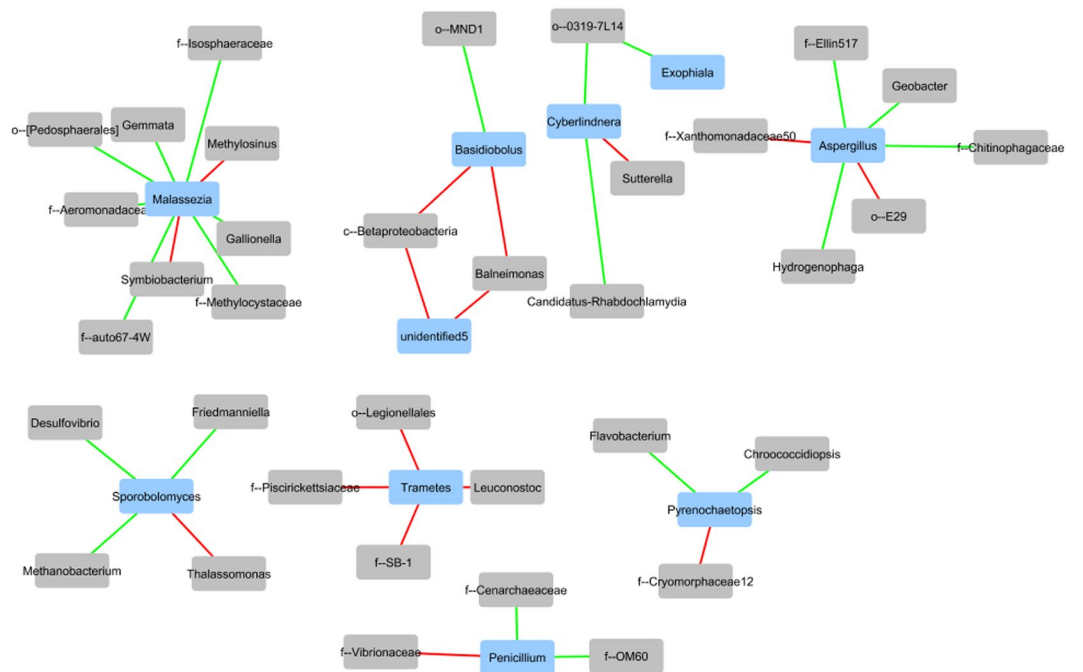 o--MND1
o--0319-7L14
f--Isosphaeraceae
f--Ellin517
Exophiala
Geobacter
Gemmata
o--[Pedosphaerales]
Methylosinus
Basidiobolus
Cyberlindnera
f--Xanthomonadaceae50
Aspergillus
f--Chitinophagaceae
Sutterella
Malassezia
f--Aeromonadacea
o--E29
c--Betaproteobacteria
Gallionella
Symbiobacterium
Balneimonas
Hydrogenophaga
f--Methylocystaceae
Candidatus-Rhabdochlamydia
f--auto67-4W
unidentified5
Desulfovibrio
Friedmanniella
o--Legionellales
Flavobacterium
Chroococcidiopsis
Sporobolomyces
f--Piscirickettsiaceae
Trametes
Leuconostoc
Pyrenochaetopsis
Methanobacterium
Thalassomonas
f--SB-1
f--Cryomorphaceae12
f--Cenarchaeaceae
f--Vibrionaceae
Penicillium
f--OM60